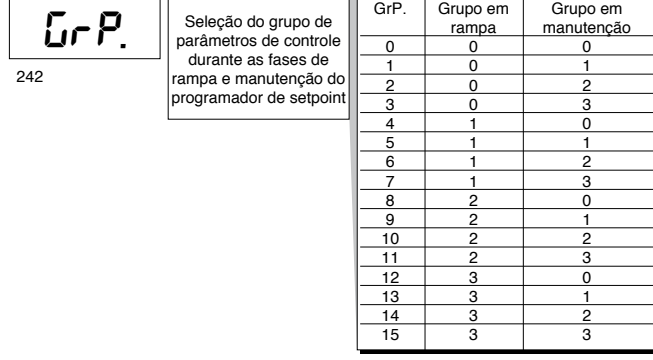 GrP.
242
Seleção do grupo de
parâmetros de controle
durante as fases de
rampa e manutenção do
programador de setpoint
GrP. Grupo em rampa Grupo em manutenção
0 0 0
1 0 1
2 0 2
3 0 3
4 1 0
5 1 1
6 1 2
7 1 3
8 2 0
9 2 1
10 2 2
11 2 3
12 3 0
13 3 1
14 3 2
15 3 3